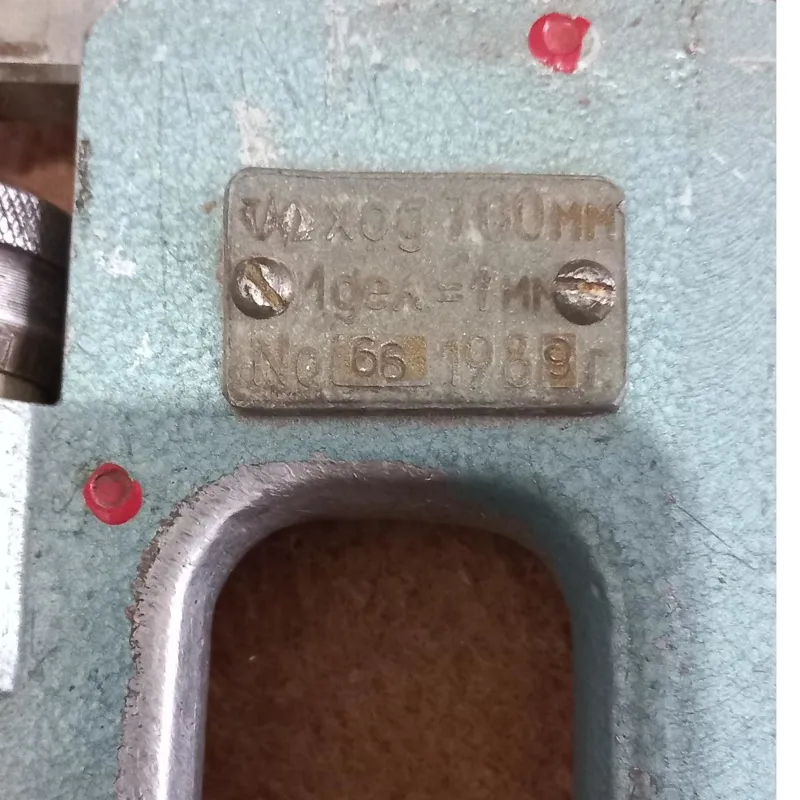 ход 100мм
1дел=1мм
No 66 1989г.